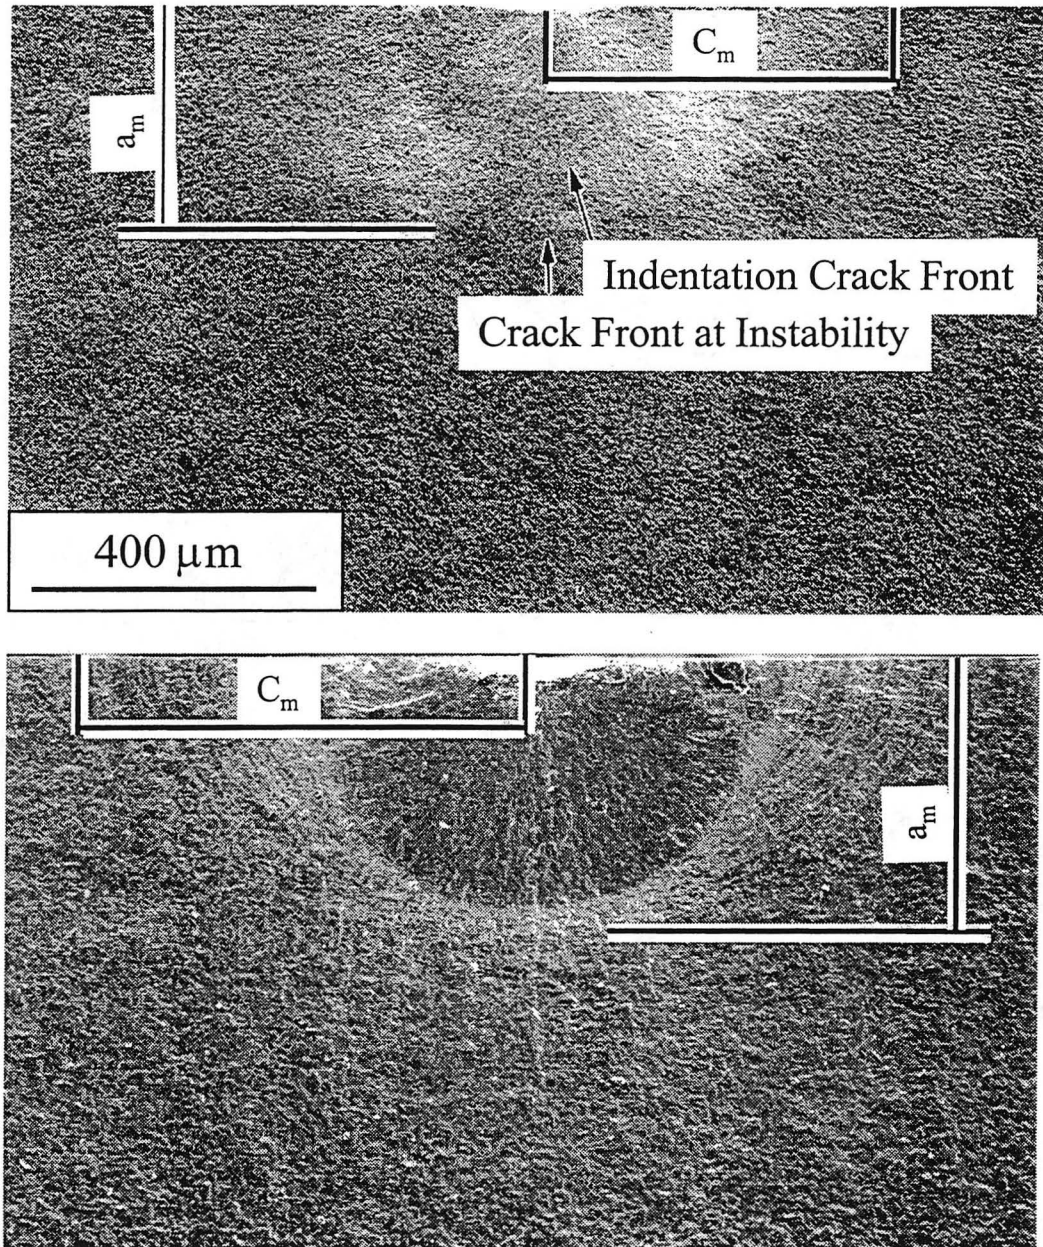 C_m
a_m
Indentation Crack Front
Crack Front at Instability
400 μm
C_m
a_m